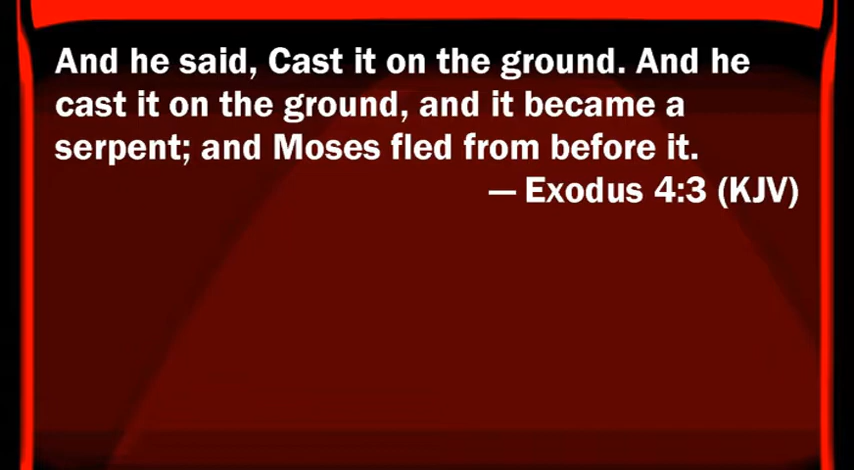 And he said, Cast it on the ground. And he
cast it on the ground, and it became a
serpent; and Moses fled from before it.
— Exodus 4:3 (KJV)